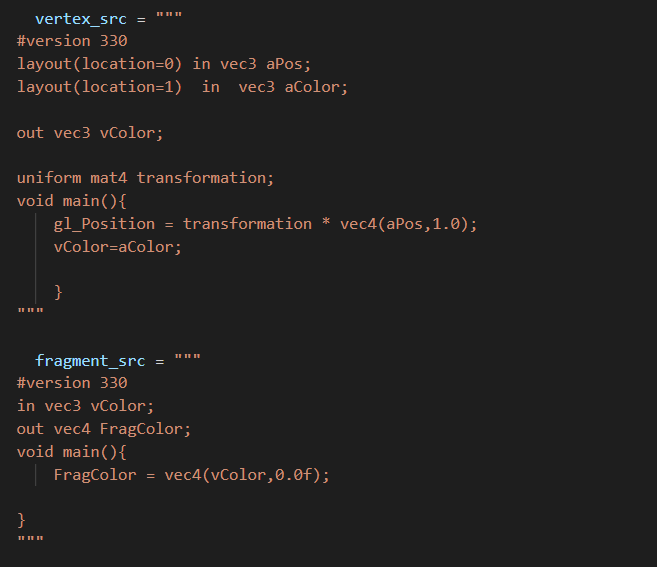 vertex_src = """
#version 330
layout(location=0) in vec3 aPos;
layout(location=1)  in  vec3 aColor;
out vec3 vColor;
uniform mat4 transformation;
void main(){
gl_Position = transformation * vec4(aPos,1.0);
vColor=aColor;
}
"""
fragment_src = """
#version 330
in vec3 vColor;
out vec4 FragColor;
void main(){
FragColor = vec4(vColor,0.0f);
}
"""